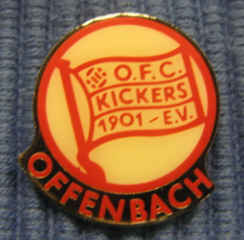 O.F.C.
KICKERS
1901 - E.V.
OFFENBACH